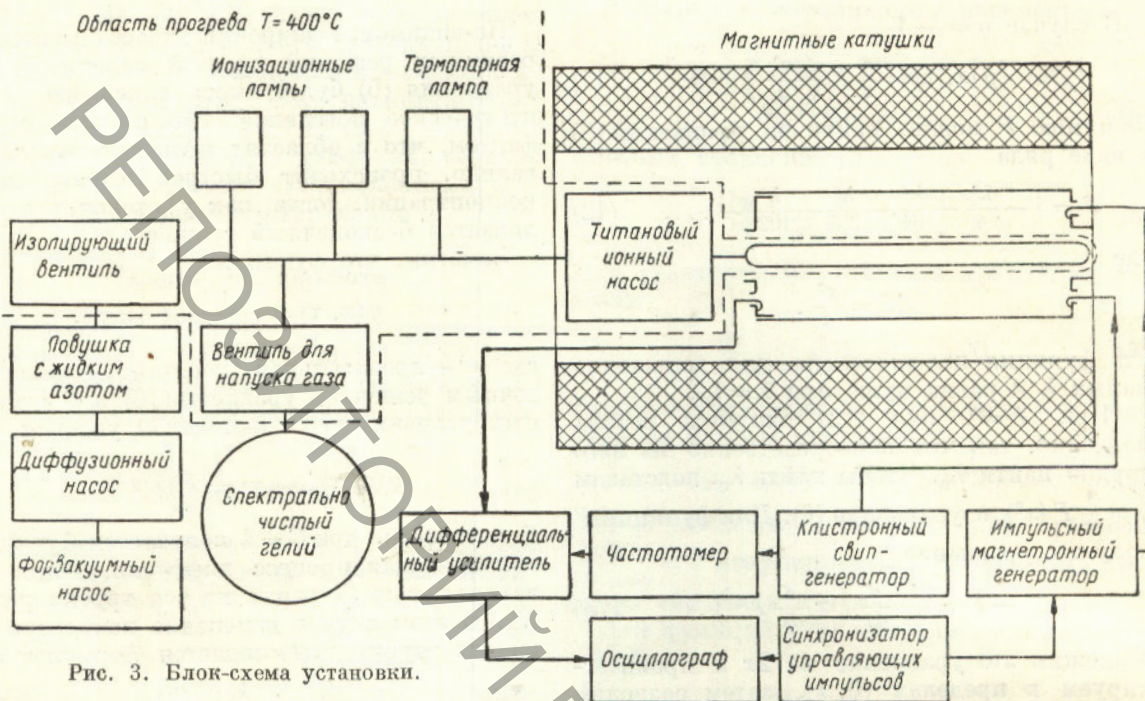 Область прогрева T = 400°C
Магнитные катушки
Ионизационные
лампы
Термопарная
лампа
Изолирующий
вентиль
Титановый
ионный
насос
Ловушка
с жидким
азотом
Вентиль для
напуска газа
Диффузионный
насос
Спектрально
чистый
гелий
Форвакуумный
насос
Дифференциаль-
ный усилитель
Частотомер
Клистронный
свип-
генератор
Импульсный
магнетронный
генератор
Осциллограф
Синхронизатор
управляющих
импульсов
Рис. 3. Блок-схема установки.